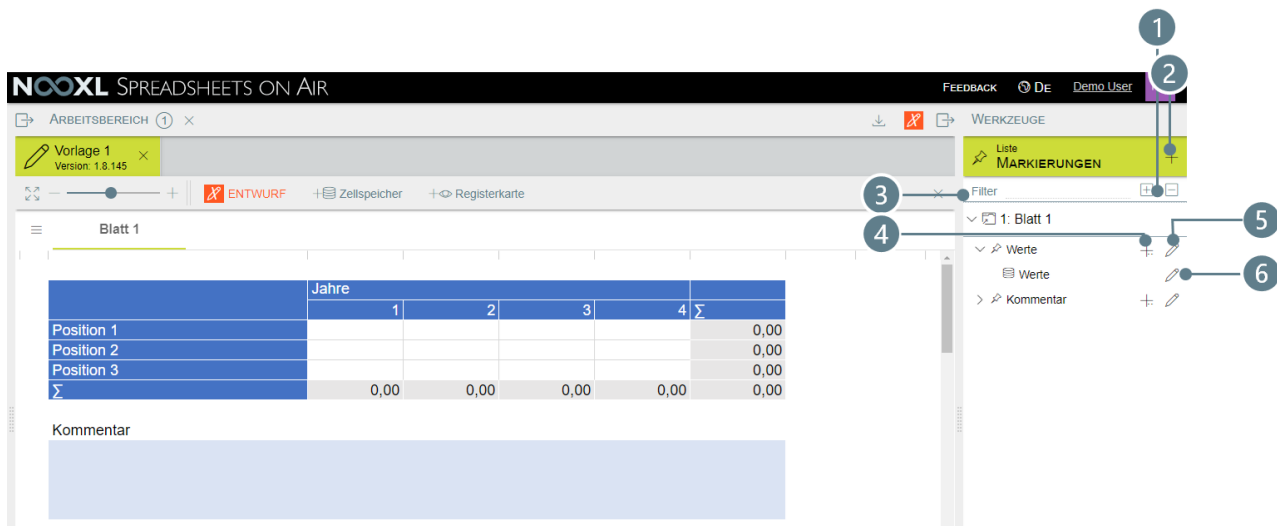 1
2
NOOXL SPREADSHEETS ON AIR
FEEDBACK DE Demo User
ARBEITSBEREICH 1
WERKZEUGE
Vorlage 1
Version: 1.8.145
Liste
MARKIERUNGEN
ENTWURF Zellspeicher Registerkarte
3
Filter
Blatt 1
1: Blatt 1
4
5
Werte
Werte
6
Kommentar
Jahre
1 2 3 4 Σ
Position 1 0,00
Position 2 0,00
Position 3 0,00
Σ 0,00 0,00 0,00 0,00 0,00
Kommentar